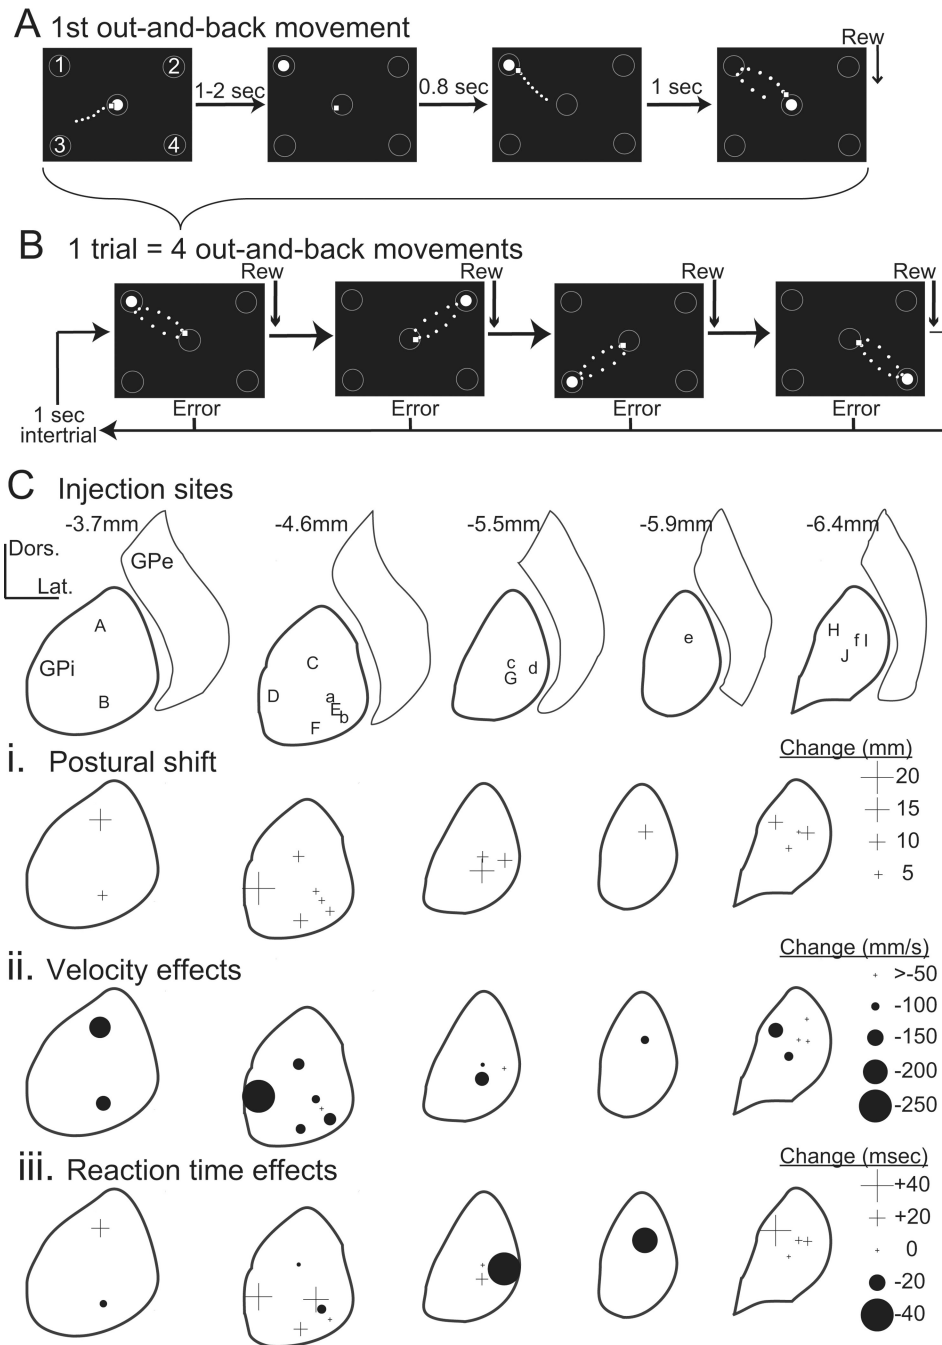 A 1st out-and-back movement
Rew
1 2
3 4
1-2 sec
0.8 sec
1 sec
B 1 trial = 4 out-and-back movements
Rew Rew Rew Rew
1 sec
intertrial
Error Error Error Error
C Injection sites
-3.7mm -4.6mm -5.5mm -5.9mm -6.4mm
Dors.
Lat.
GPe
GPi
A
B
C
D
a
E
b
F
c
G
d
e
H
f I
J
i. Postural shift
Change (mm)
20
15
10
5
ii. Velocity effects
Change (mm/s)
>-50
-100
-150
-200
-250
iii. Reaction time effects
Change (msec)
+40
+20
0
-20
-40